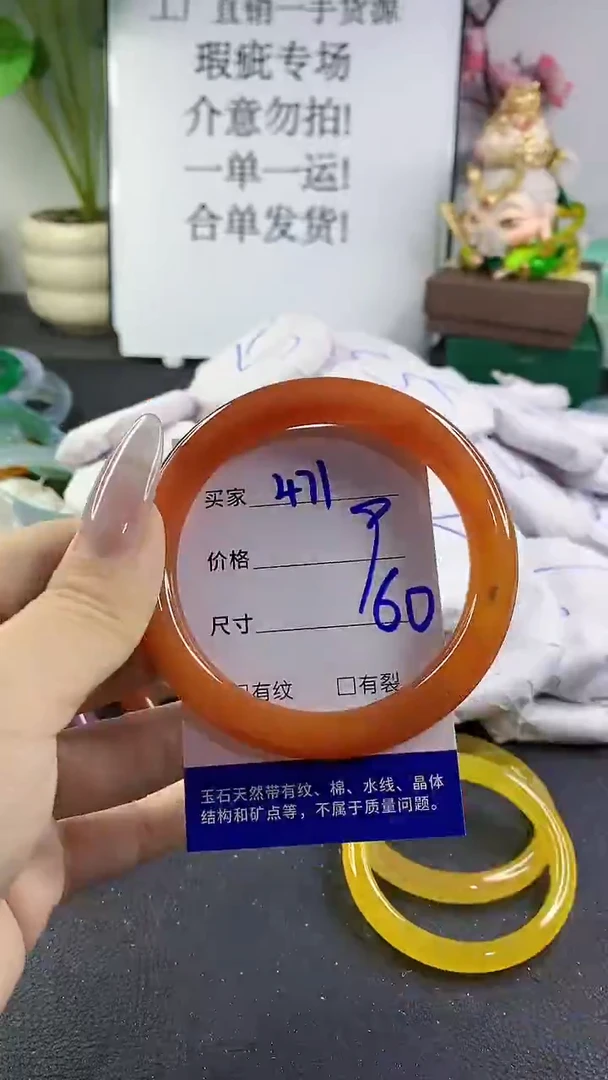 工厂直销一手货源
瑕疵专场
介意勿拍!
一单一运!
合单发货!
买家 471
价格
尺寸 60
□有纹 □有裂
玉石天然带有纹、棉、水线、晶体
结构和矿点等，不属于质量问题。